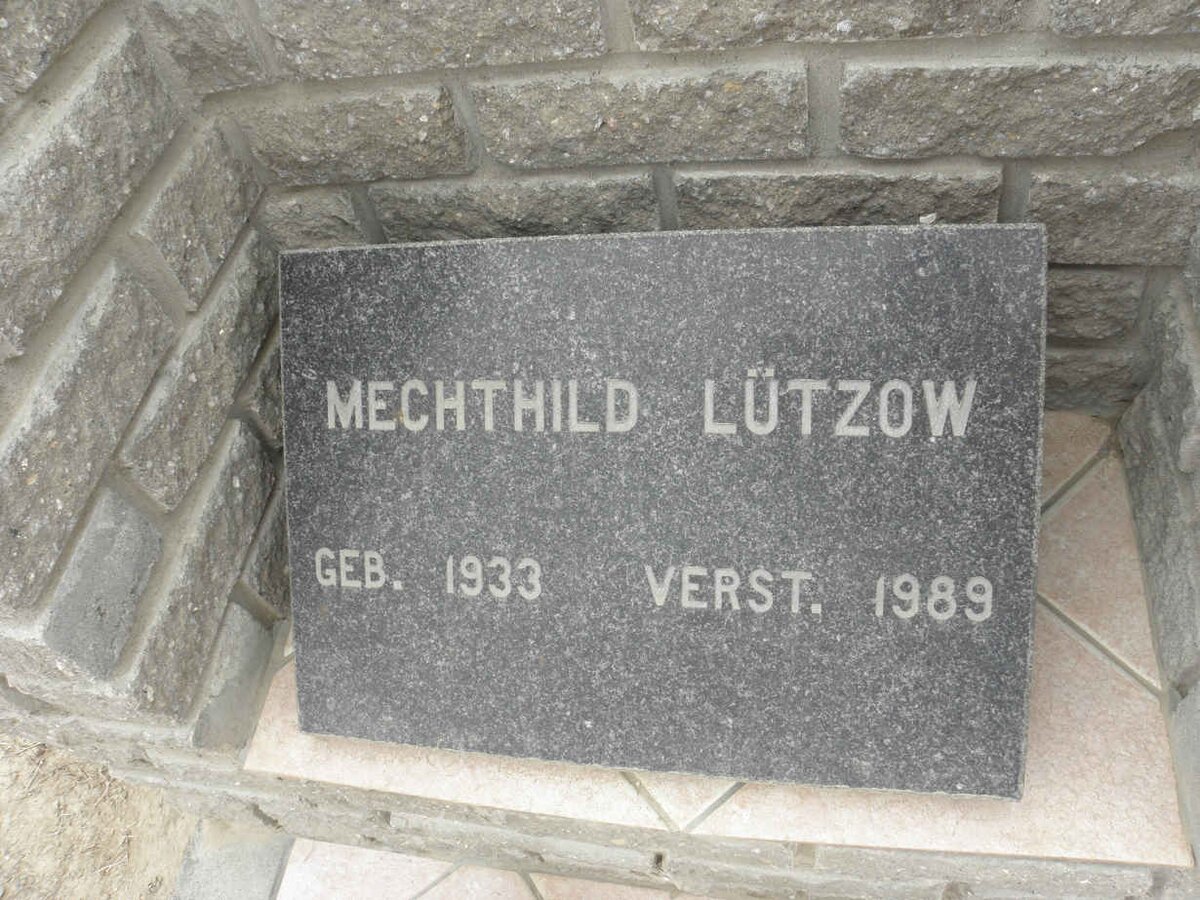 MECHTHILD LÜTZOW
GEB. 1933 VERST. 1989